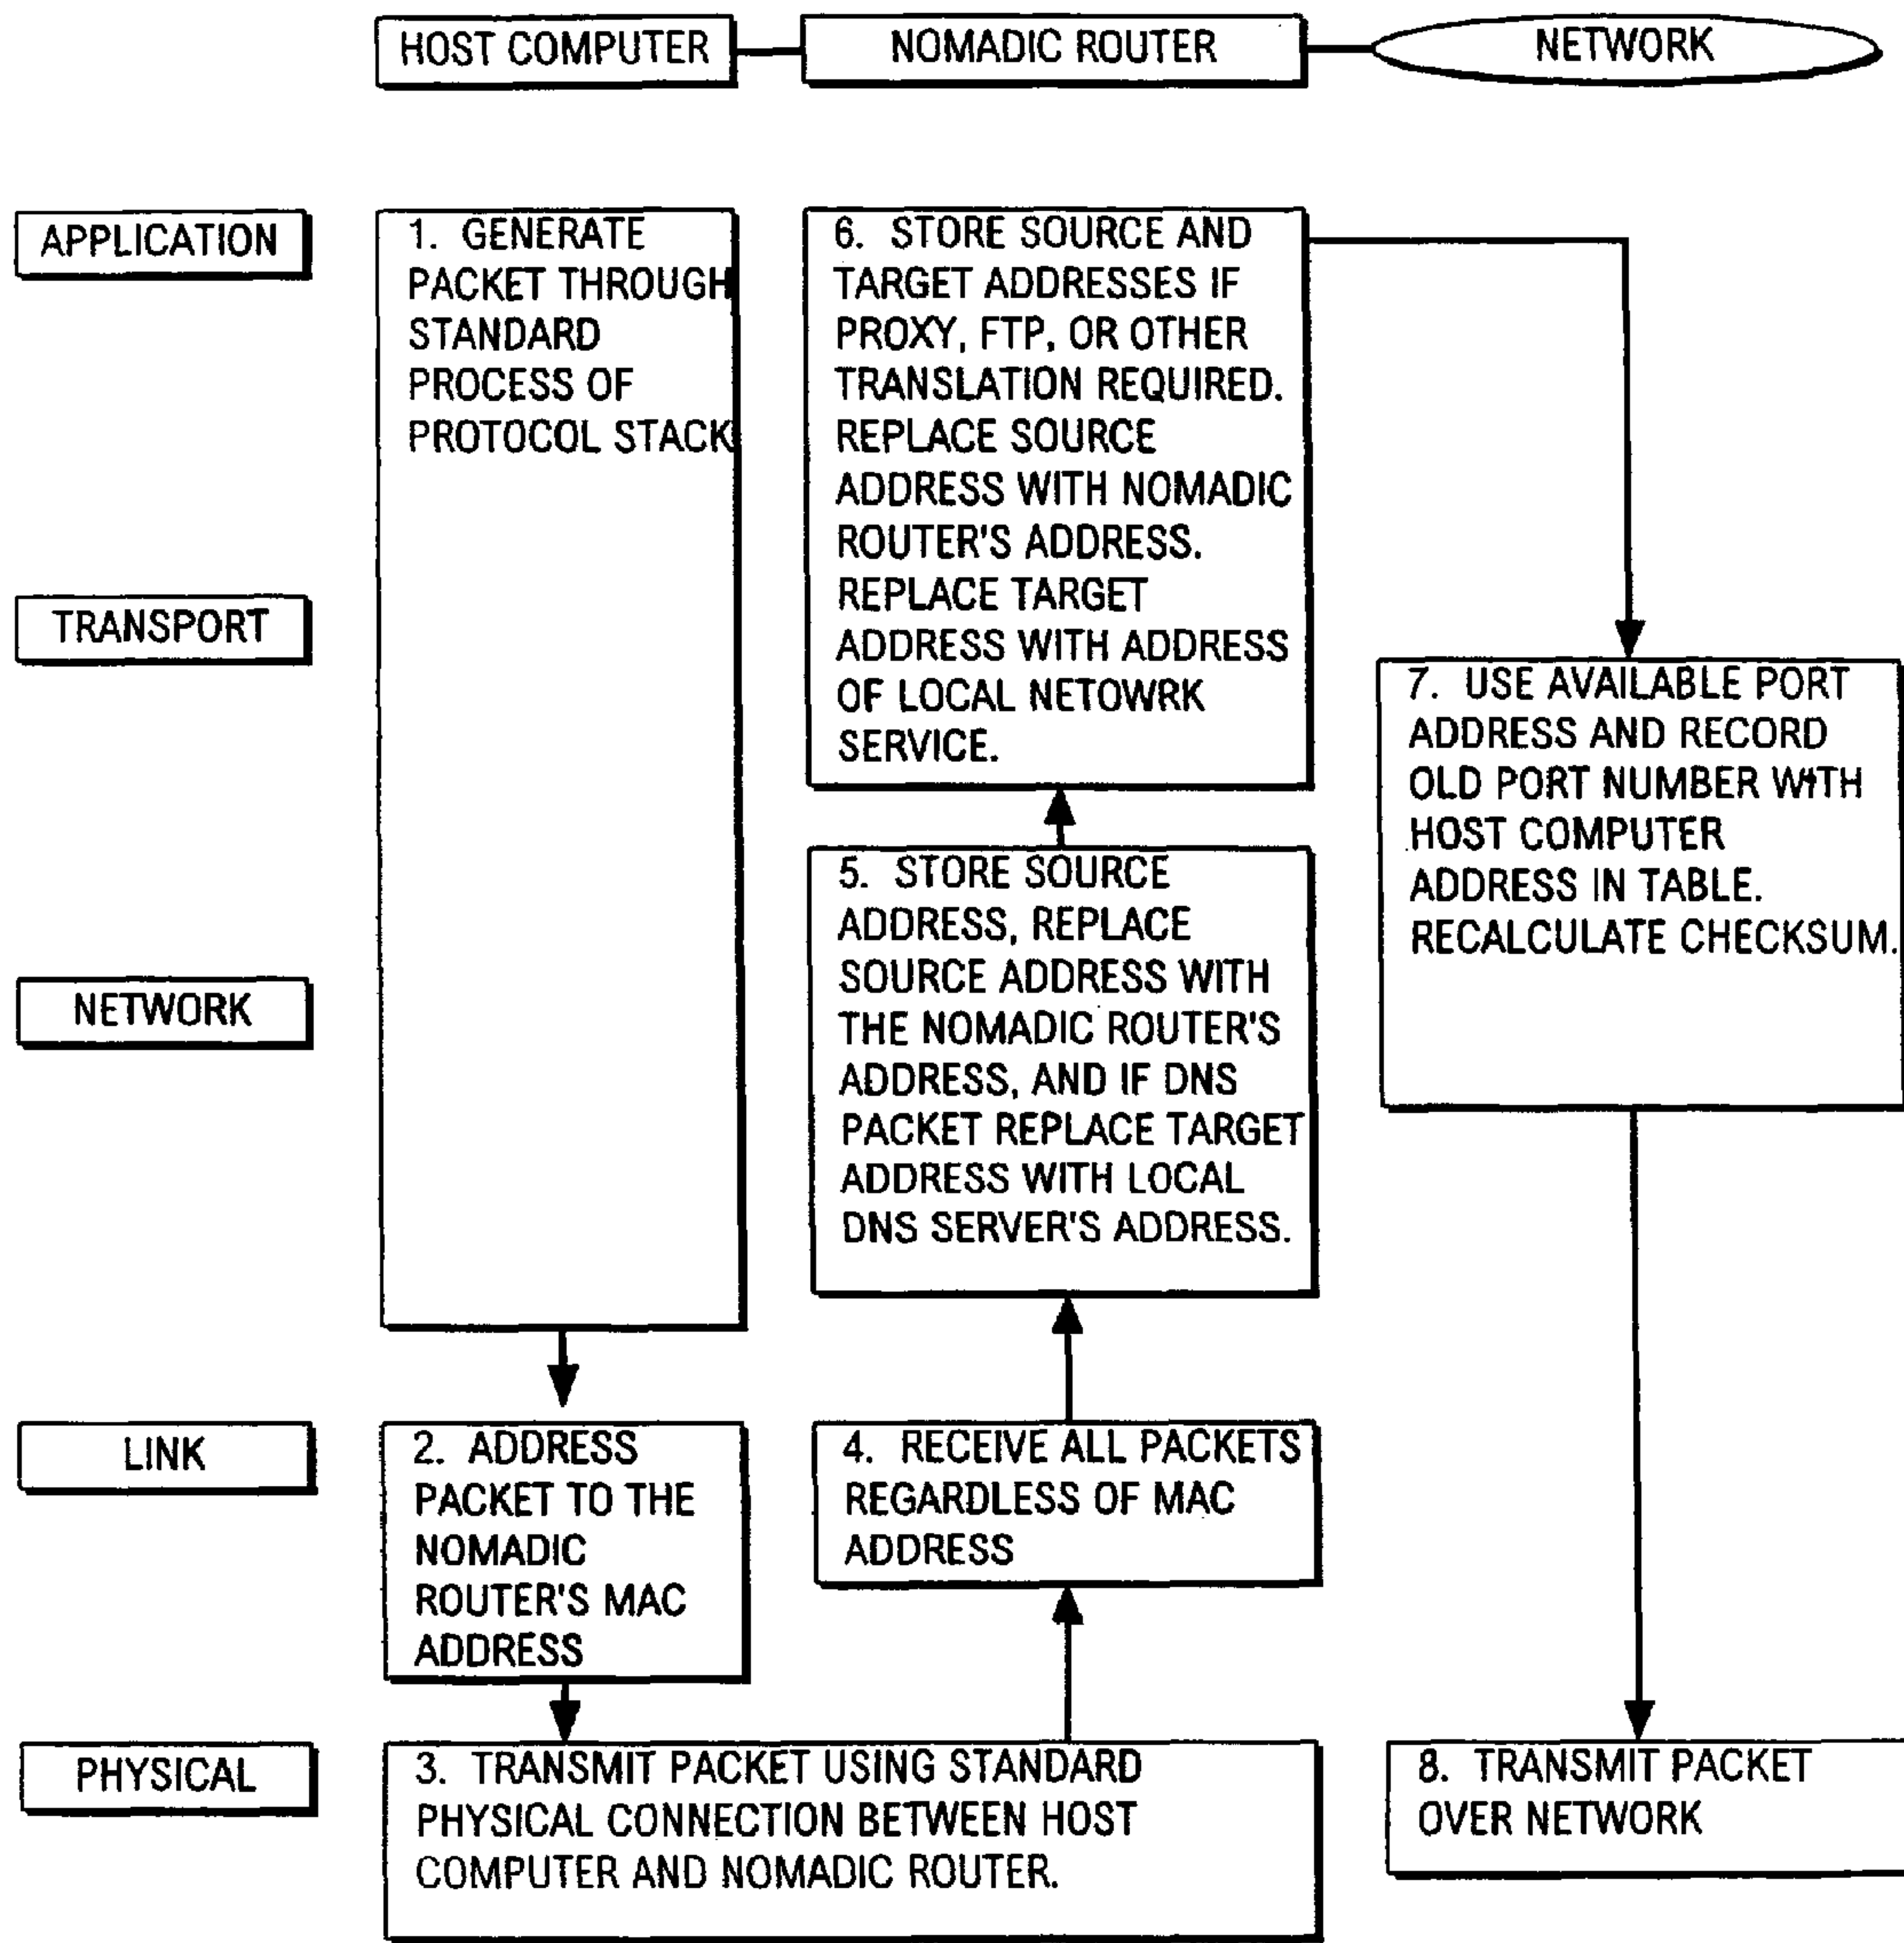 HOST COMPUTER
NOMADIC ROUTER
NETWORK
APPLICATION
1. GENERATE
PACKET THROUGH
STANDARD
PROCESS OF
PROTOCOL STACK
6. STORE SOURCE AND
TARGET ADDRESSES IF
PROXY, FTP, OR OTHER
TRANSLATION REQUIRED.
REPLACE SOURCE
ADDRESS WITH NOMADIC
ROUTER'S ADDRESS.
REPLACE TARGET
ADDRESS WITH ADDRESS
OF LOCAL NETOWRK
SERVICE.
TRANSPORT
7. USE AVAILABLE PORT
ADDRESS AND RECORD
OLD PORT NUMBER WITH
HOST COMPUTER
ADDRESS IN TABLE.
RECALCULATE CHECKSUM.
5. STORE SOURCE
ADDRESS, REPLACE
SOURCE ADDRESS WITH
THE NOMADIC ROUTER'S
ADDRESS, AND IF DNS
PACKET REPLACE TARGET
ADDRESS WITH LOCAL
DNS SERVER'S ADDRESS.
NETWORK
LINK
2. ADDRESS
PACKET TO THE
NOMADIC
ROUTER'S MAC
ADDRESS
4. RECEIVE ALL PACKETS
REGARDLESS OF MAC
ADDRESS
PHYSICAL
3. TRANSMIT PACKET USING STANDARD
PHYSICAL CONNECTION BETWEEN HOST
COMPUTER AND NOMADIC ROUTER.
8. TRANSMIT PACKET
OVER NETWORK